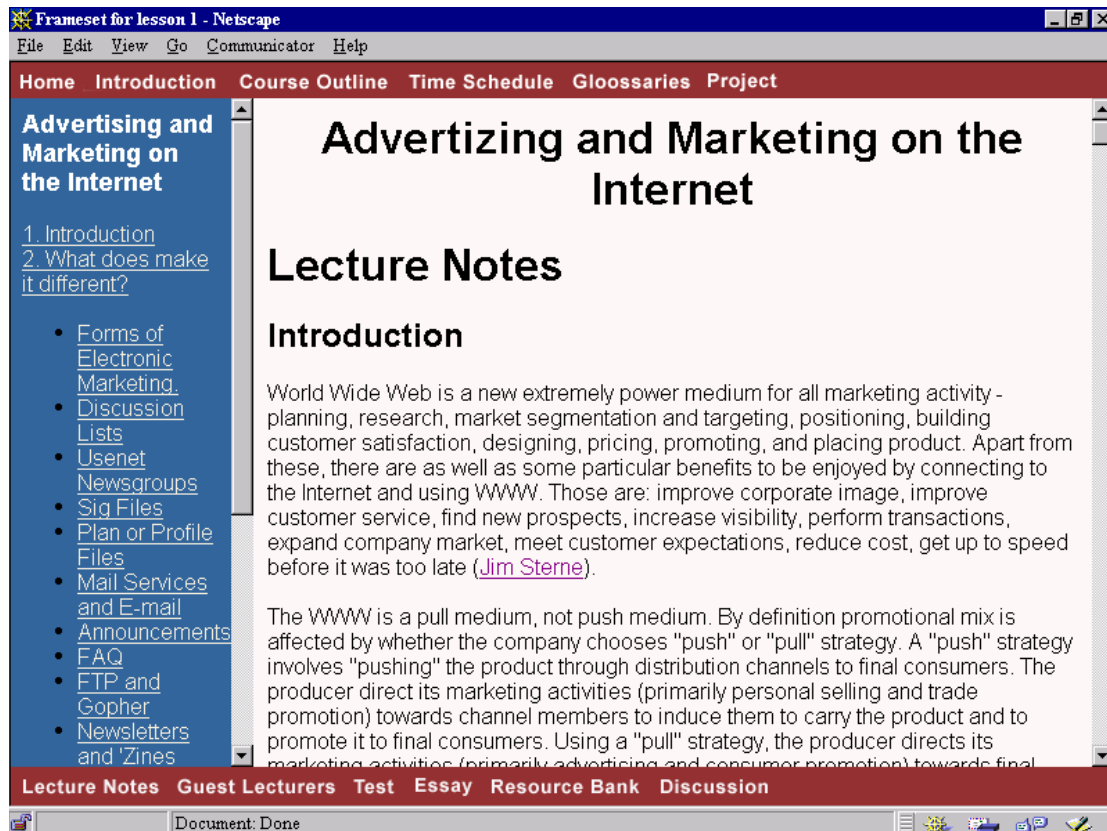 Frameset for lesson 1 - Netscape
File Edit View Go Communicator Help
Home Introduction Course Outline Time Schedule Gloossaries Project
Advertising and
Marketing on
the Internet
1. Introduction
2. What does make
it different?
• Forms of
Electronic
Marketing.
• Discussion
Lists
• Usenet
Newsgroups
• Sig Files
• Plan or Profile
Files
• Mail Services
and E-mail
• Announcements
• FAQ
• FTP and
Gopher
• Newsletters
and 'Zines
Advertizing and Marketing on the
Internet
Lecture Notes
Introduction
World Wide Web is a new extremely power medium for all marketing activity -
planning, research, market segmentation and targeting, positioning, building
customer satisfaction, designing, pricing, promoting, and placing product. Apart from
these, there are as well as some particular benefits to be enjoyed by connecting to
the Internet and using WWW. Those are: improve corporate image, improve
customer service, find new prospects, increase visibility, perform transactions,
expand company market, meet customer expectations, reduce cost, get up to speed
before it was too late (Jim Sterne).
The WWW is a pull medium, not push medium. By definition promotional mix is
affected by whether the company chooses "push" or "pull" strategy. A "push" strategy
involves "pushing" the product through distribution channels to final consumers. The
producer direct its marketing activities (primarily personal selling and trade
promotion) towards channel members to induce them to carry the product and to
promote it to final consumers. Using a "pull" strategy, the producer directs its
marketing activities (primarily advertising and consumer promotion) towards final
Lecture Notes Guest Lecturers Test Essay Resource Bank Discussion
Document: Done